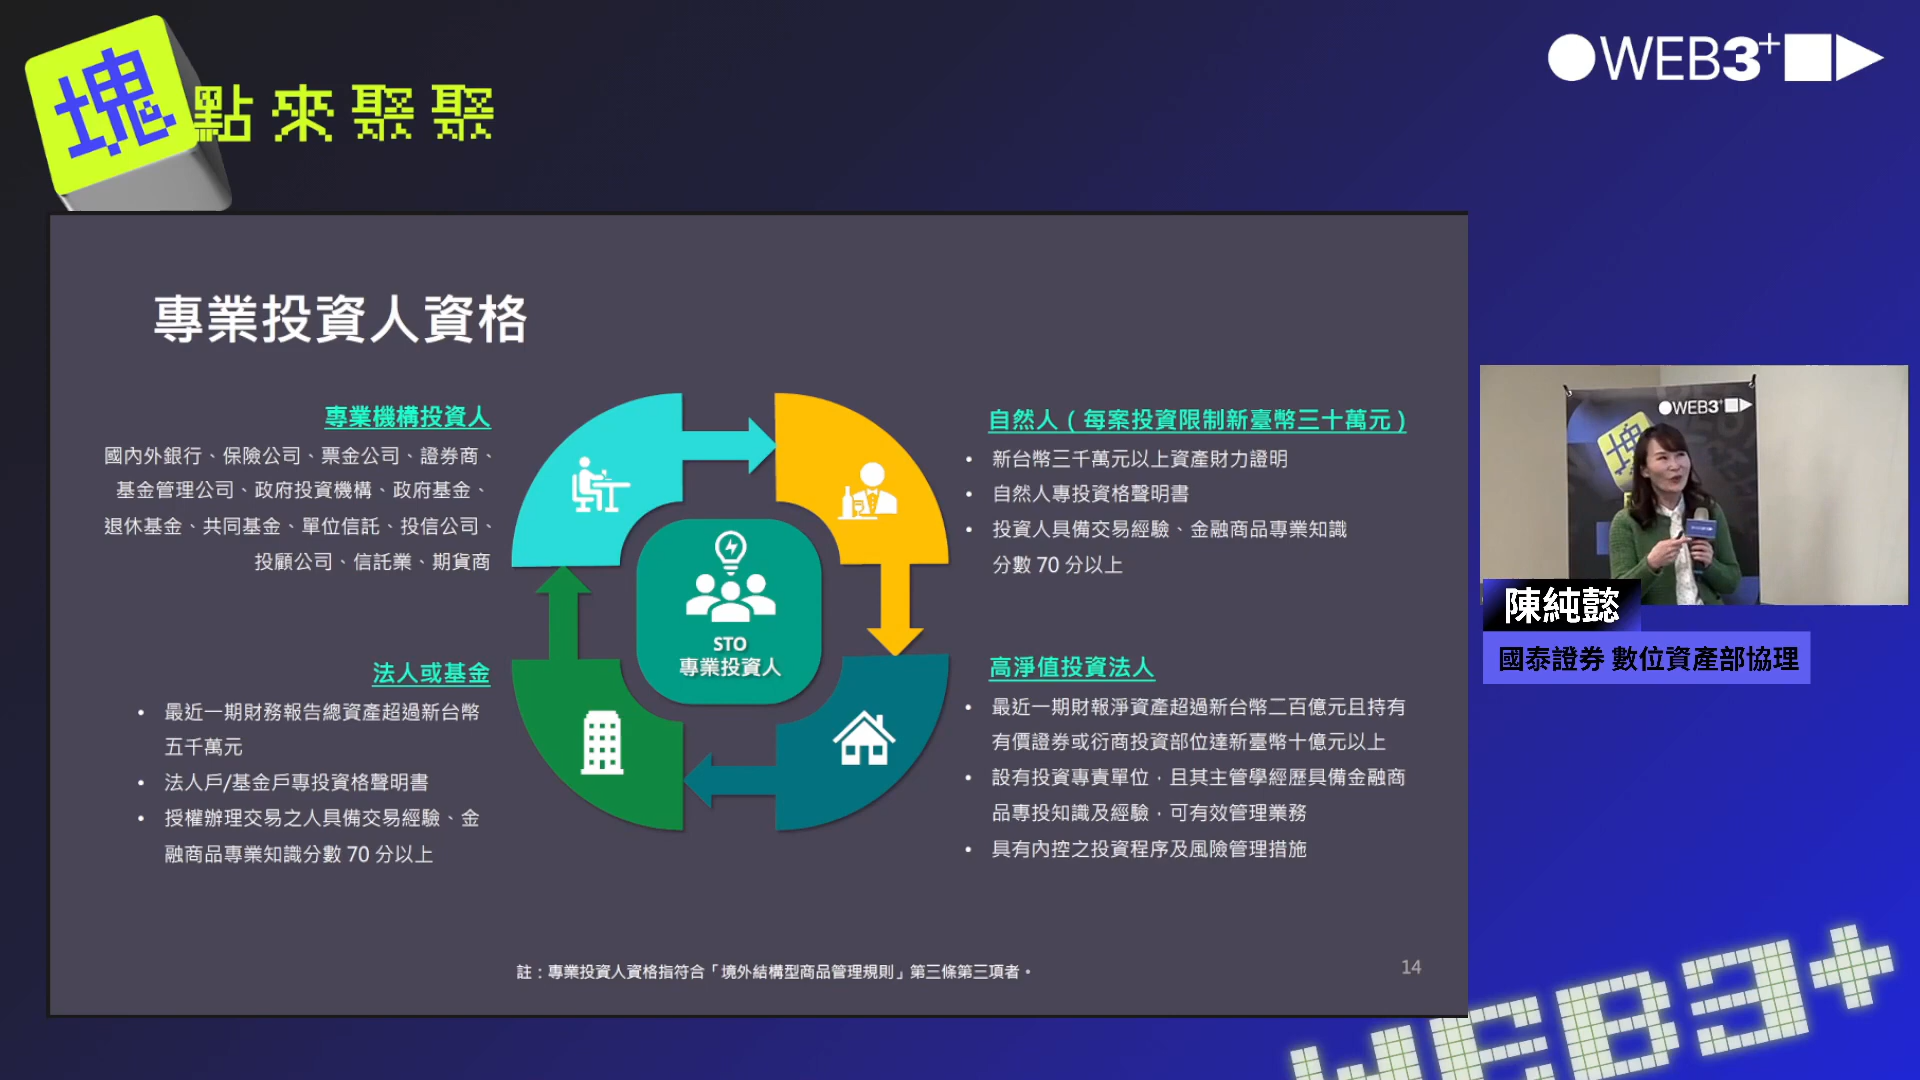 塊點來聚聚
WEB3+
專業投資人資格
專業機構投資人
國內外銀行、保險公司、票金公司、證券商、
基金管理公司、政府投資機構、政府基金、
退休基金、共同基金、單位信託、投信公司、
投顧公司、信託業、期貨商
自然人（每案投資限制新臺幣三十萬元）
• 新台幣三千萬元以上資產財力證明
• 自然人專投資格聲明書
• 投資人具備交易經驗、金融商品專業知識
分數 70 分以上
STO
專業投資人
法人或基金
• 最近一期財務報告總資產超過新台幣
五千萬元
• 法人戶/基金戶專投資格聲明書
• 授權辦理交易之人具備交易經驗、金
融商品專業知識分數 70 分以上
高淨值投資法人
• 最近一期財報淨資產超過新台幣二百億元且持有
有價證券或衍商投資部位達新臺幣十億元以上
• 設有投資專責單位，且其主管學經歷具備金融商
品專投知識及經驗，可有效管理業務
• 具有內控之投資程序及風險管理措施
註：專業投資人資格指符合「境外結構型商品管理規則」第三條第三項者。
14
WEB3+
塊
陳純懿
國泰證券 數位資產部協理
WEB3+